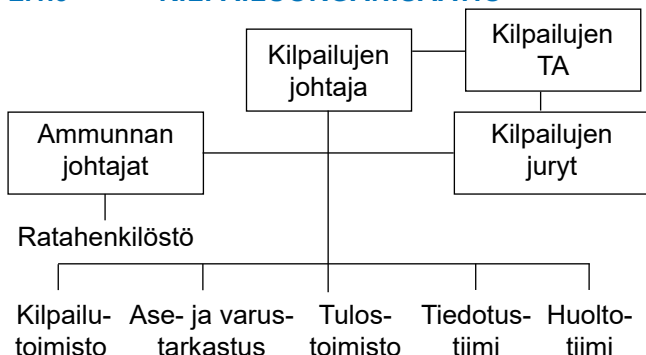 Kilpailujen
johtaja
Kilpailujen
TA
Ammunnan
johtajat
Kilpailujen
juryt
Ratahenkilöstö
Kilpailu-
toimisto
Ase- ja varus-
tarkastus
Tulos-
toimisto
Tiedotus-
tiimi
Huolto-
tiimi